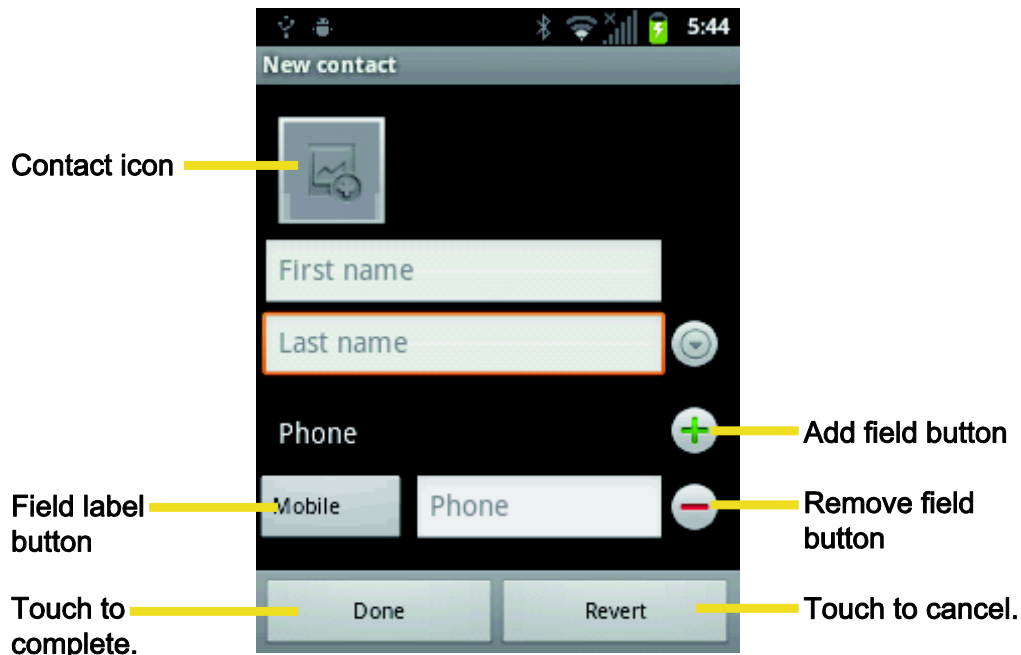 5:44
New contact
Contact icon
First name
Last name
Phone
Add field button
Field label
button
Mobile
Phone
Remove field
button
Touch to
complete.
Done
Revert
Touch to cancel.